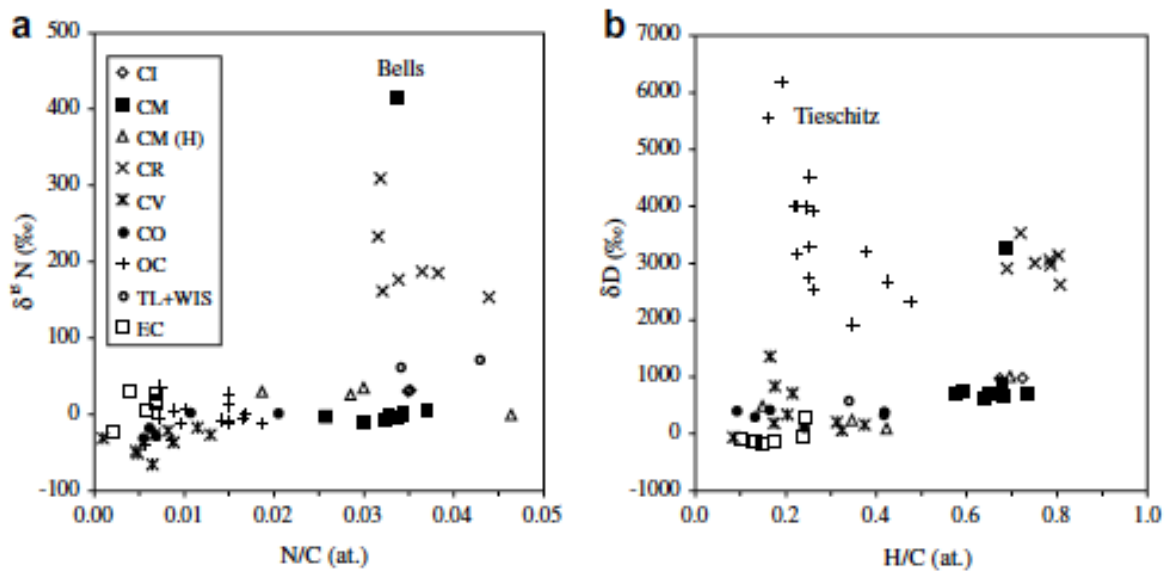 a
500
400
300
200
100
0
-100
δ¹⁵N (‰)
Bells
CI
CM
CM (H)
CR
CV
CO
OC
TL+WIS
EC
0.00 0.01 0.02 0.03 0.04 0.05
N/C (at.)
b
7000
6000
5000
4000
3000
2000
1000
0
-1000
δD (‰)
Tieschitz
0.0 0.2 0.4 0.6 0.8 1.0
H/C (at.)